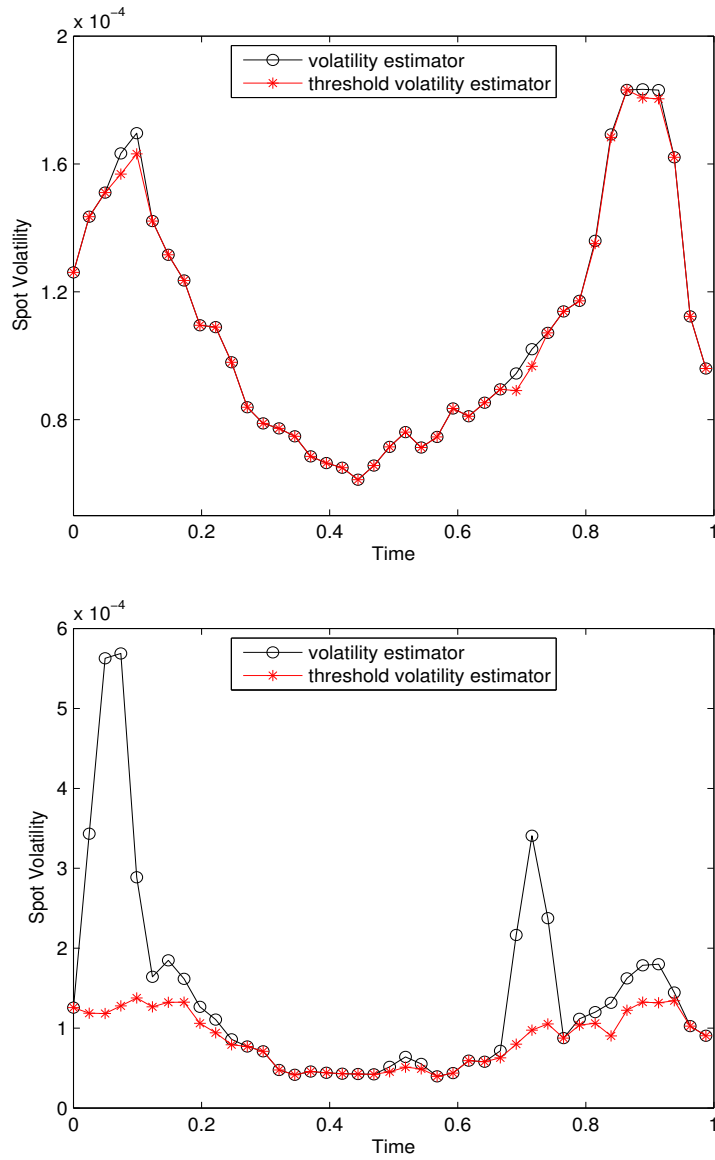 x 10⁻⁴
2
1.6
1.2
0.8
Spot Volatility
volatility estimator
threshold volatility estimator
0 0.2 0.4 0.6 0.8 1
Time
x 10⁻⁴
6
5
4
3
2
1
0
Spot Volatility
volatility estimator
threshold volatility estimator
0 0.2 0.4 0.6 0.8 1
Time